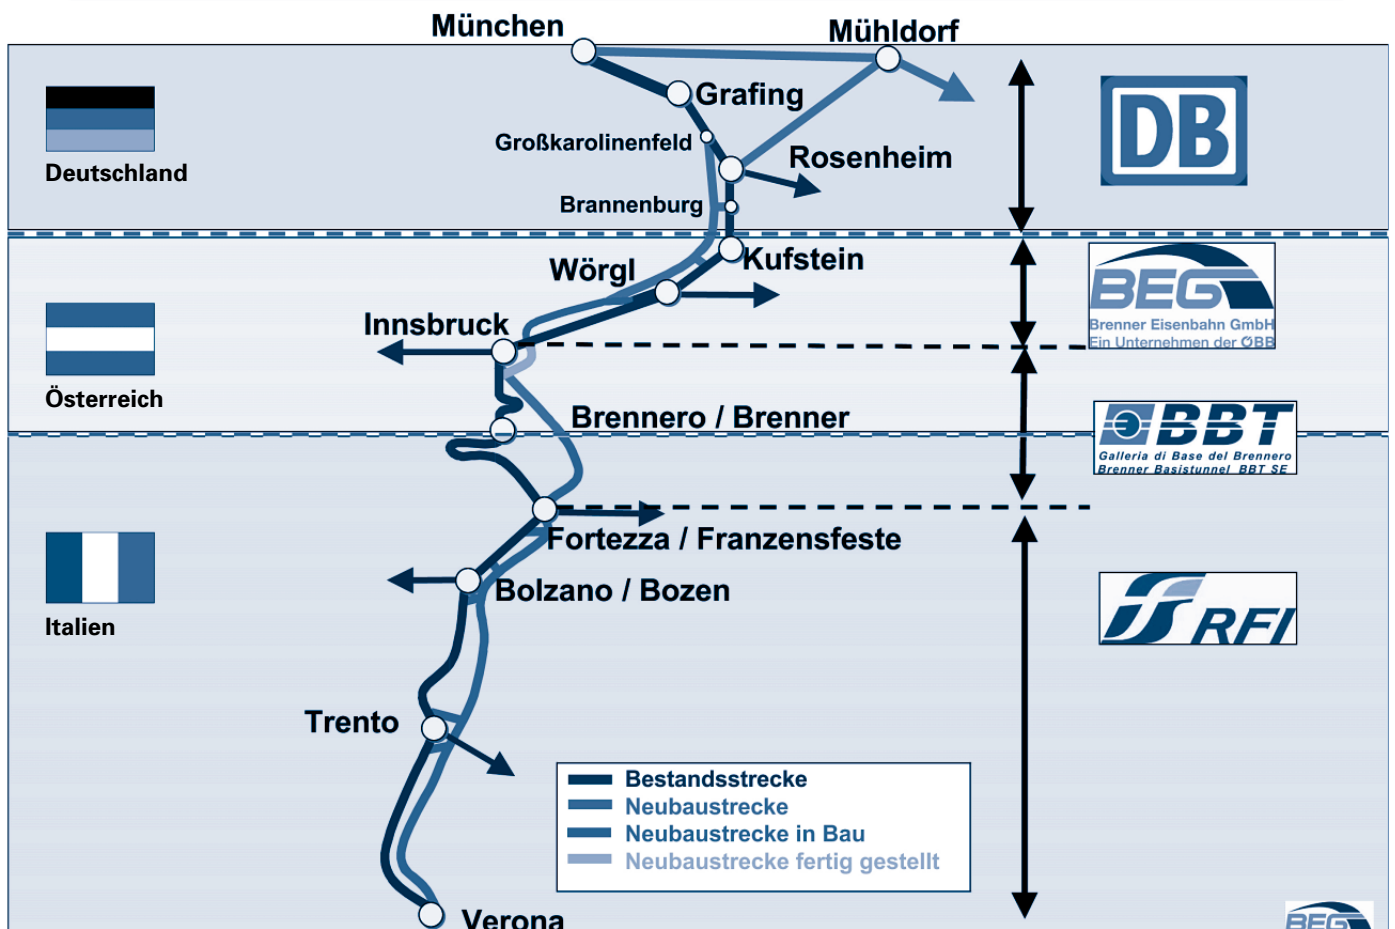 München
Mühldorf
Grafing
DB
Großkarolinenfeld
Rosenheim
Deutschland
Brannenburg
Kufstein
Wörgl
BEG
Brenner Eisenbahn GmbH
Ein Unternehmen der ÖBB
Innsbruck
Österreich
Brennero / Brenner
BBT
Galleria di Base del Brennero
Brenner Basistunnel BBT SE
Fortezza / Franzensfeste
Bolzano / Bozen
Italien
RFI
Trento
Bestandsstrecke
Neubaustrecke
Neubaustrecke in Bau
Neubaustrecke fertig gestellt
Verona
BEG